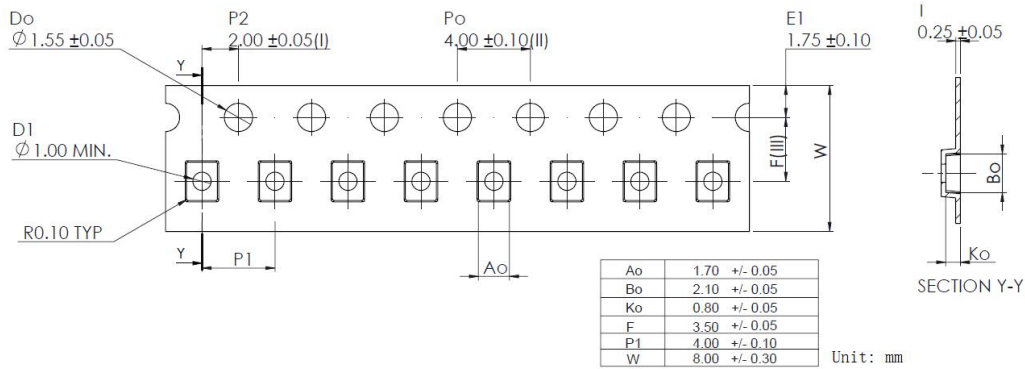 Do
∅ 1.55 ±0.05
P2
2.00 ±0.05(I)
Po
4.00 ±0.10(II)
E1
1.75 ±0.10
I
0.25 ±0.05
Y
D1
∅ 1.00 MIN.
F(III)
W
Bo
R0.10 TYP
Y
P1
Ao
Ko
SECTION Y-Y
Ao 1.70 +/- 0.05
Bo 2.10 +/- 0.05
Ko 0.80 +/- 0.05
F 3.50 +/- 0.05
P1 4.00 +/- 0.10
W 8.00 +/- 0.30
Unit: mm